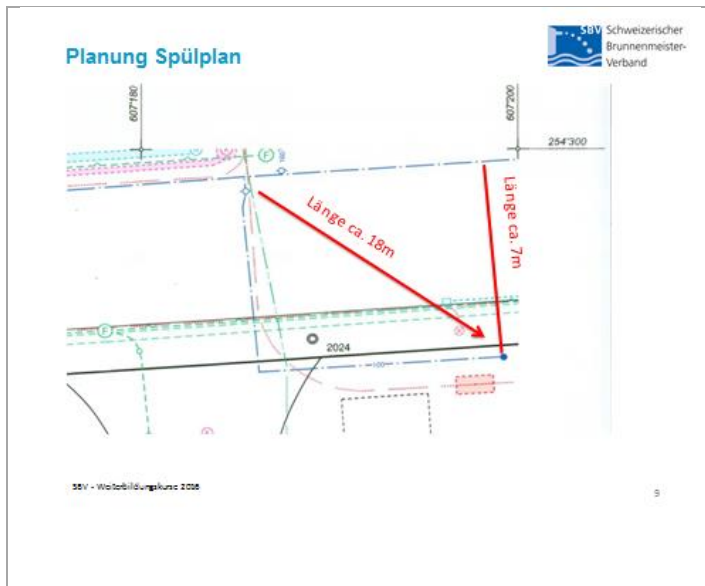 Planung Spülplan
SBV Schweizerischer
Brunnenmeister-
Verband
607'180
607'200
254'300
F
Länge ca. 18m
Länge ca. 7m
F
2024
SBV - Weiterbildungskurse 2016
9